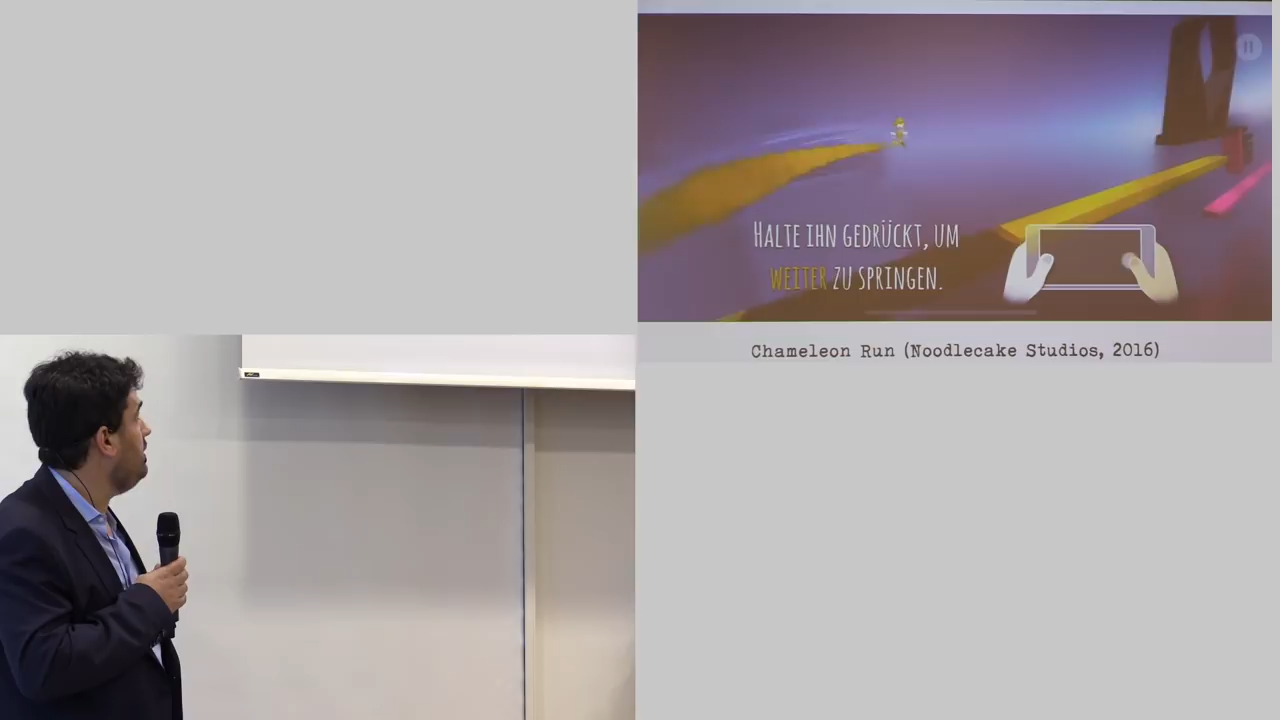 HALTE IHN GEDRÜCKT, UM
WEITER ZU SPRINGEN.
Chameleon Run (Noodlecake Studios, 2016)